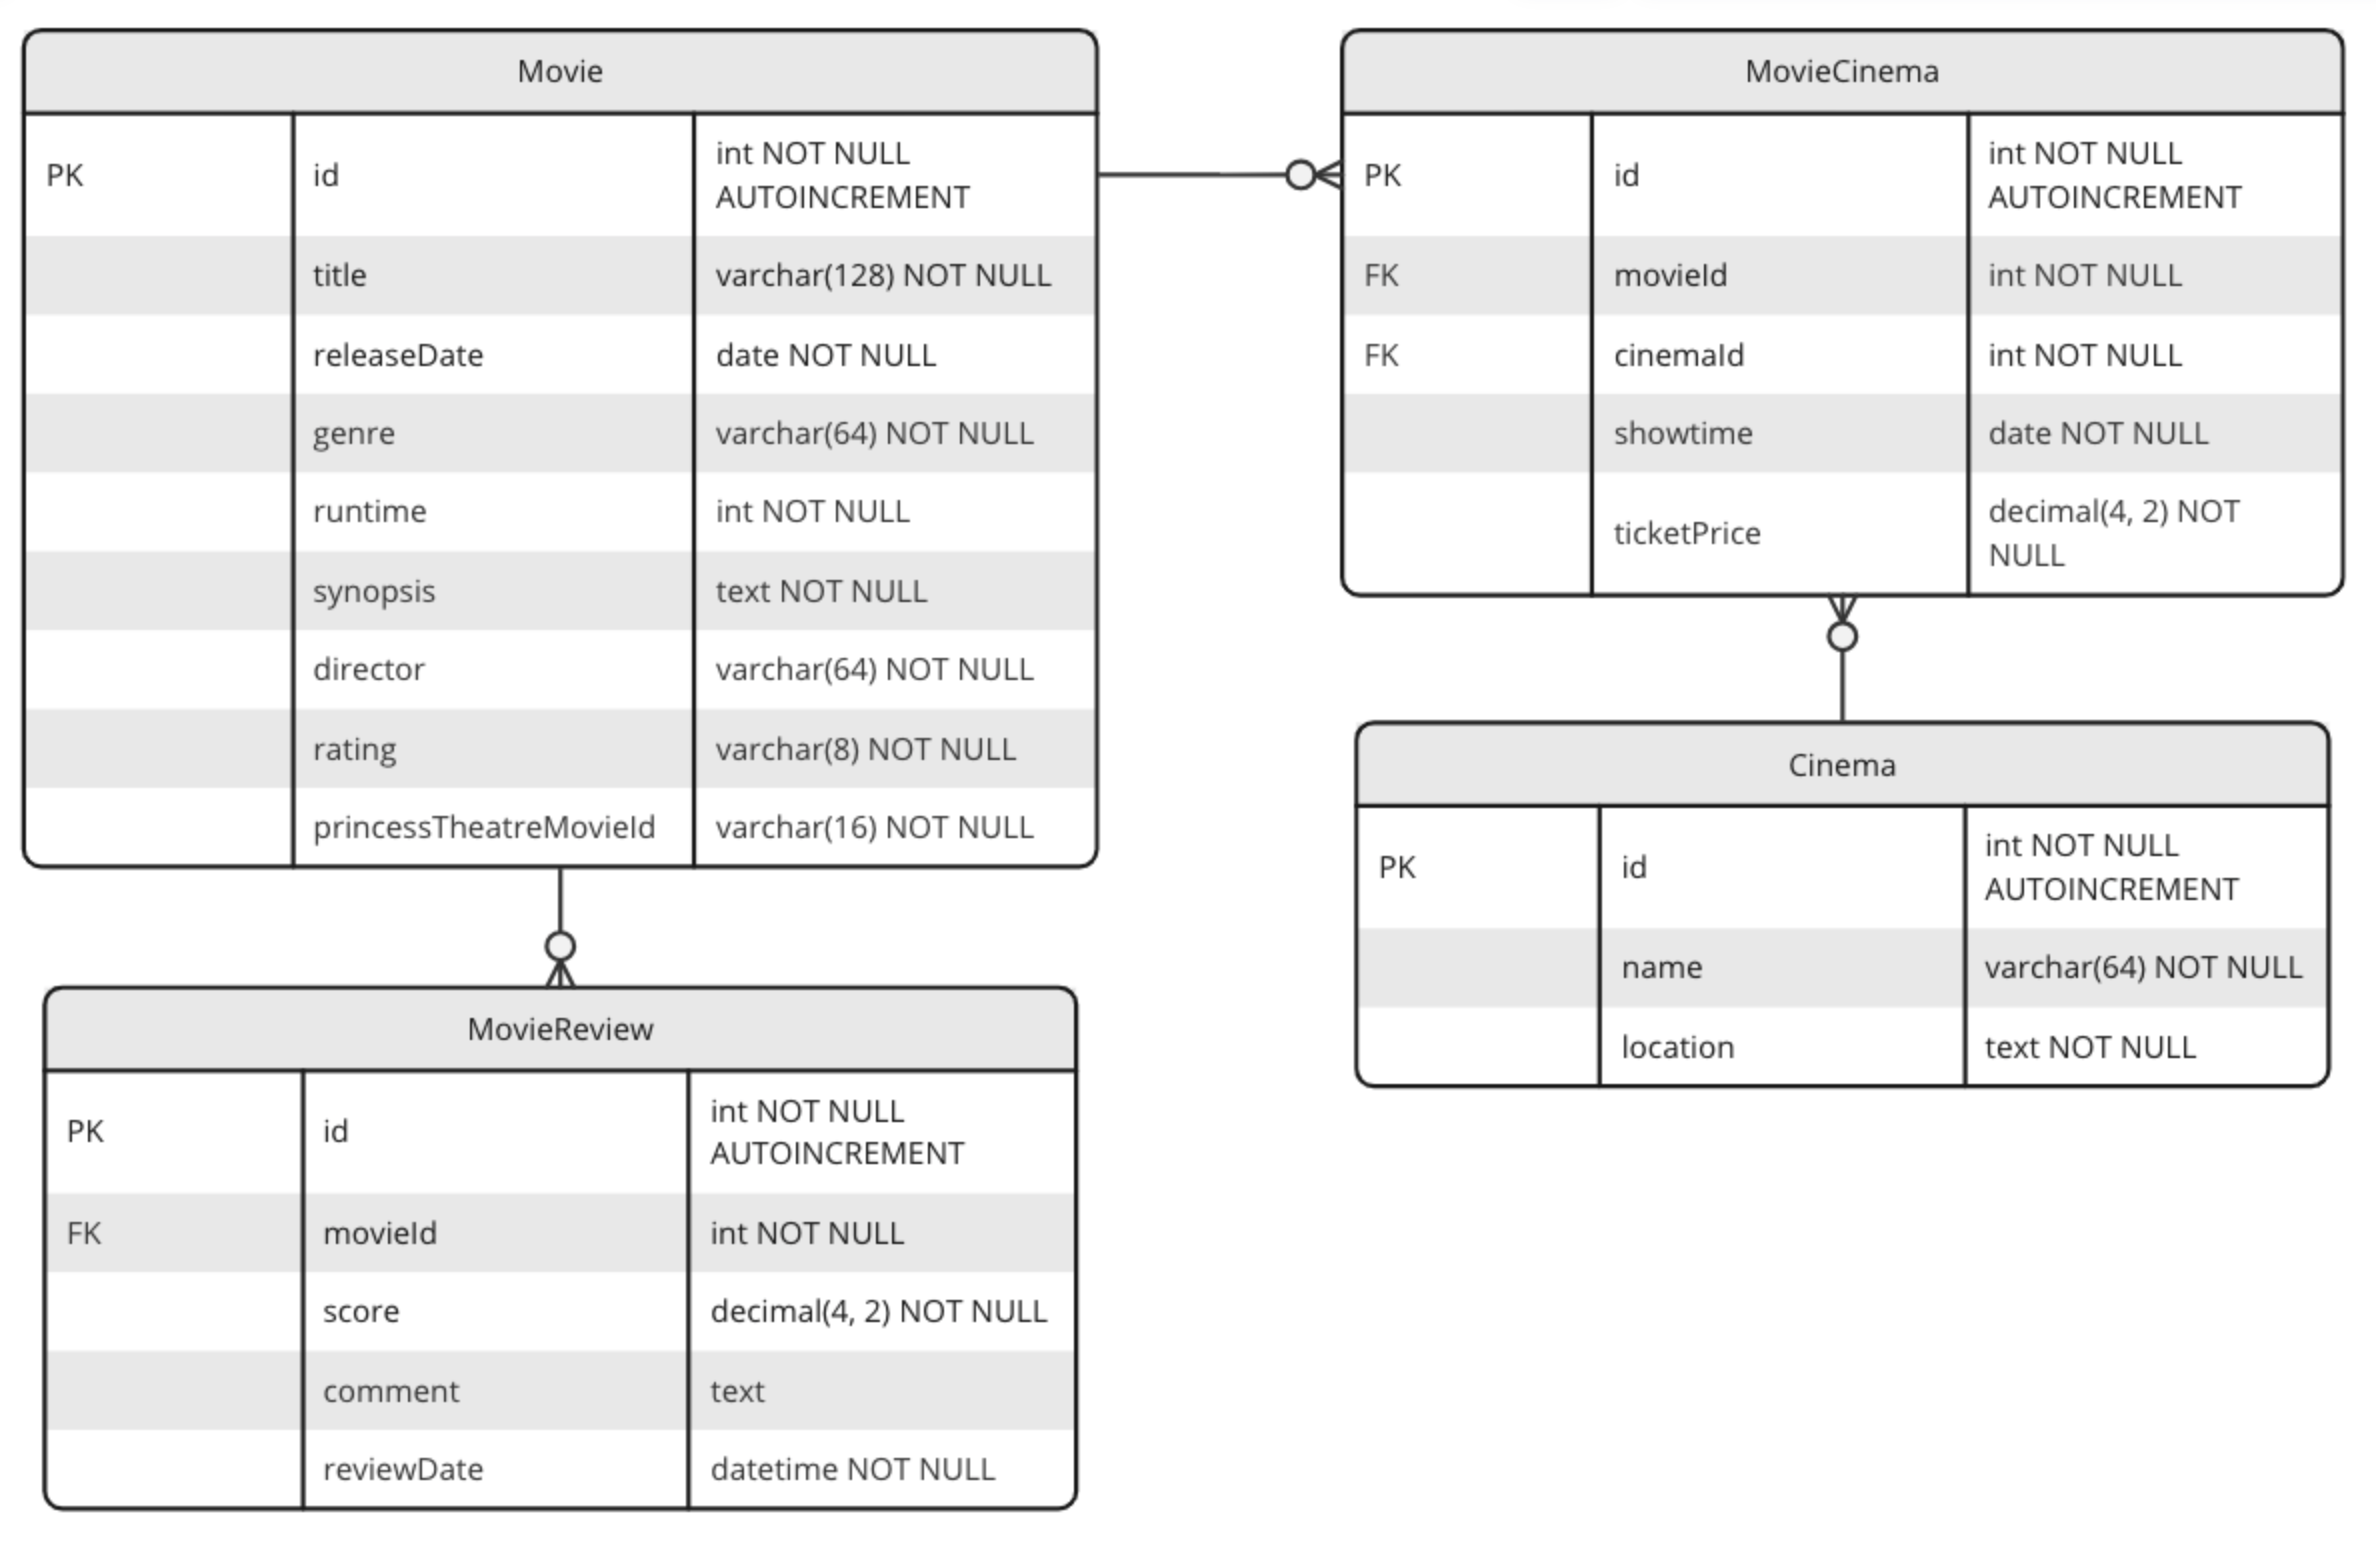 Movie
PK id int NOT NULL
AUTOINCREMENT
title varchar(128) NOT NULL
releaseDate date NOT NULL
genre varchar(64) NOT NULL
runtime int NOT NULL
synopsis text NOT NULL
director varchar(64) NOT NULL
rating varchar(8) NOT NULL
princessTheatreMovieId varchar(16) NOT NULL
MovieCinema
PK id int NOT NULL
AUTOINCREMENT
FK movieId int NOT NULL
FK cinemaId int NOT NULL
showtime date NOT NULL
ticketPrice decimal(4, 2) NOT
NULL
Cinema
PK id int NOT NULL
AUTOINCREMENT
name varchar(64) NOT NULL
location text NOT NULL
MovieReview
PK id int NOT NULL
AUTOINCREMENT
FK movieId int NOT NULL
score decimal(4, 2) NOT NULL
comment text
reviewDate datetime NOT NULL